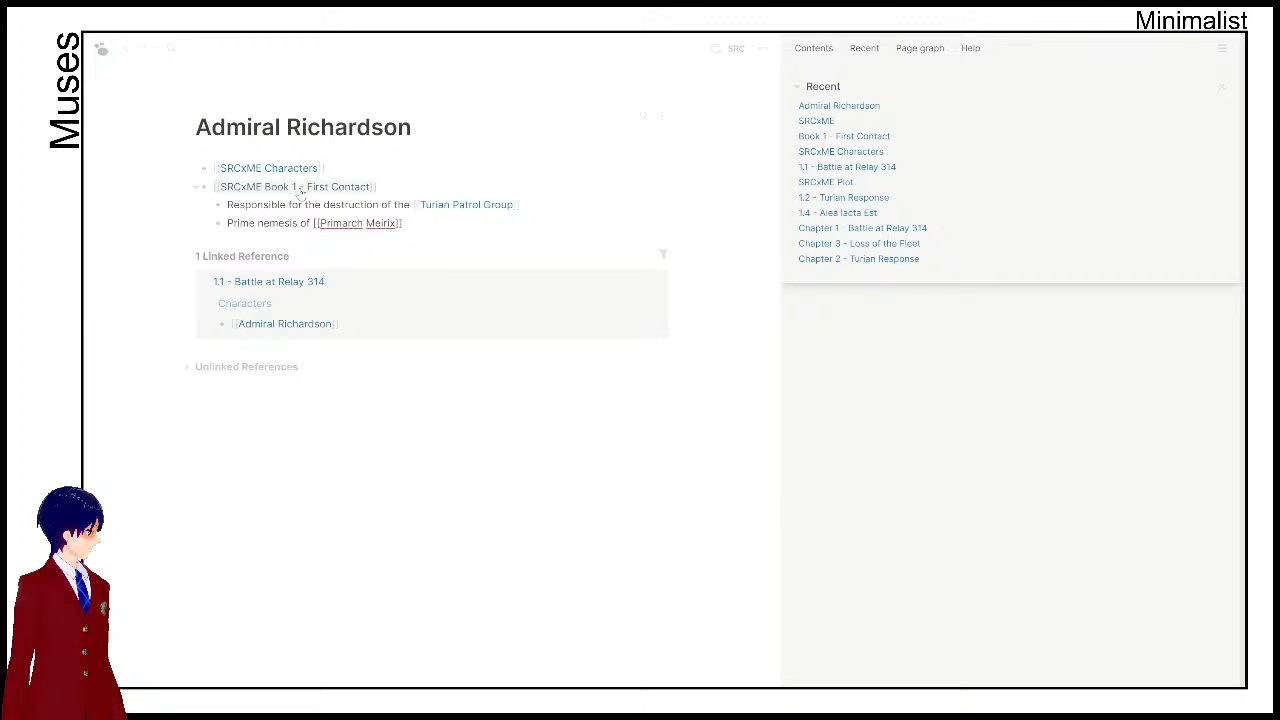 Minimalist
Muses
SRC
Contents Recent Page graph Help
Recent
Admiral Richardson
SRCxME
Book 1 - First Contact
SRCxME Characters
1.1 - Battle at Relay 314
SRCxME Plot
1.2 - Turian Response
1.4 - Alea Iacta Est
Chapter 1 - Battle at Relay 314
Chapter 3 - Loss of the Fleet
Chapter 2 - Turian Response
Admiral Richardson
[[SRCxME Characters]]
[[SRCxME Book 1 - First Contact]]
Responsible for the destruction of the [[Turian Patrol Group]]
Prime nemesis of [[Primarch Meirix]]
1 Linked Reference
1.1 - Battle at Relay 314
Characters
[[Admiral Richardson]]
Unlinked References